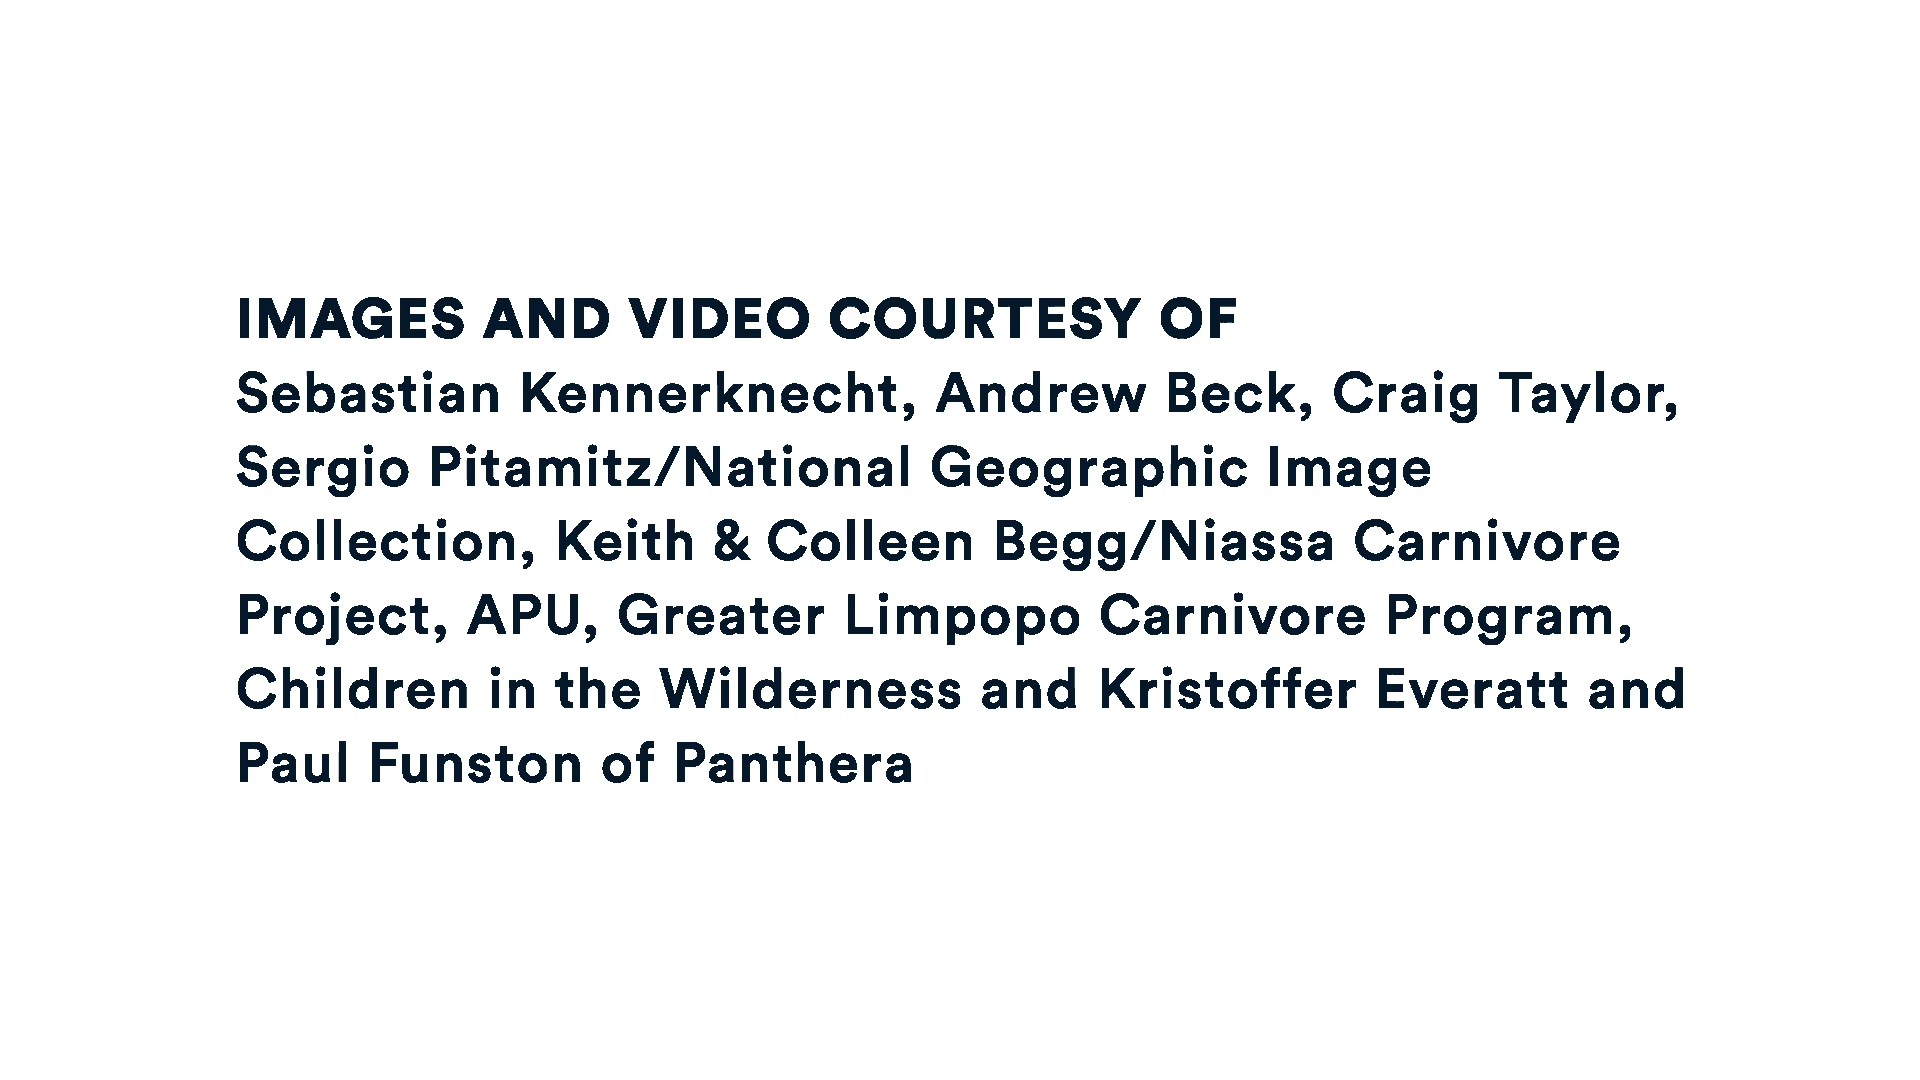 IMAGES AND VIDEO COURTESY OF
Sebastian Kennerknecht, Andrew Beck, Craig Taylor,
Sergio Pitamitz/National Geographic Image
Collection, Keith & Colleen Begg/Niassa Carnivore
Project, APU, Greater Limpopo Carnivore Program,
Children in the Wilderness and Kristoffer Everatt and
Paul Funston of Panthera